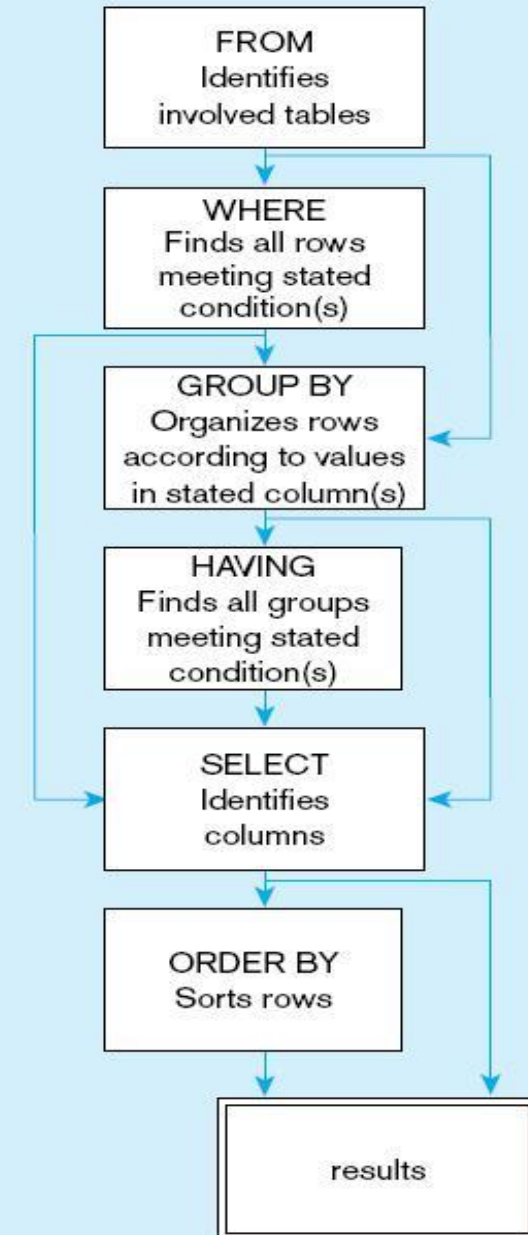 FROM
Identifies
involved tables
WHERE
Finds all rows
meeting stated
condition(s)
GROUP BY
Organizes rows
according to values
in stated column(s)
HAVING
Finds all groups
meeting stated
condition(s)
SELECT
Identifies
columns
ORDER BY
Sorts rows
results